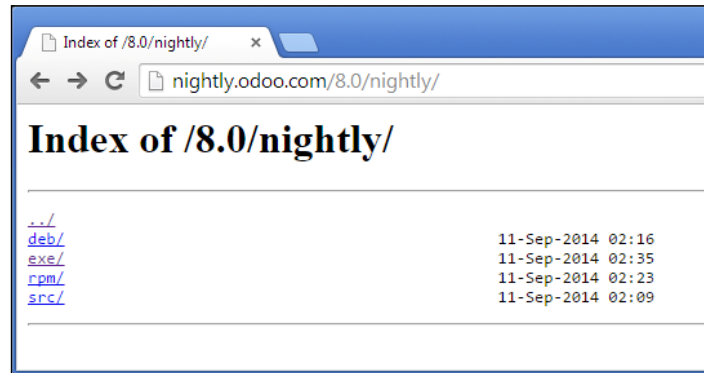 Index of /8.0/nightly/
nightly.odoo.com/8.0/nightly/
Index of /8.0/nightly/
../
deb/ 11-Sep-2014 02:16
exe/ 11-Sep-2014 02:35
rpm/ 11-Sep-2014 02:23
src/ 11-Sep-2014 02:09